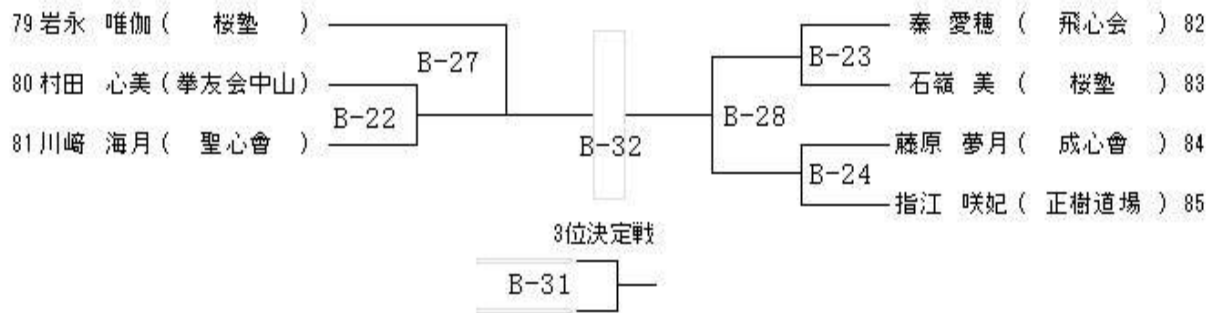 79 岩永 唯伽 ( 桜塾 )
80 村田 心美 (拳友会中山)
81 川﨑 海月 ( 聖心會 )
B-27
B-22
B-32
B-28
B-23
B-24
秦 愛穂 ( 飛心会 ) 82
石嶺 美 ( 桜塾 ) 83
藤原 夢月 ( 成心會 ) 84
指江 咲妃 ( 正樹道場 ) 85
3位決定戦
B-31